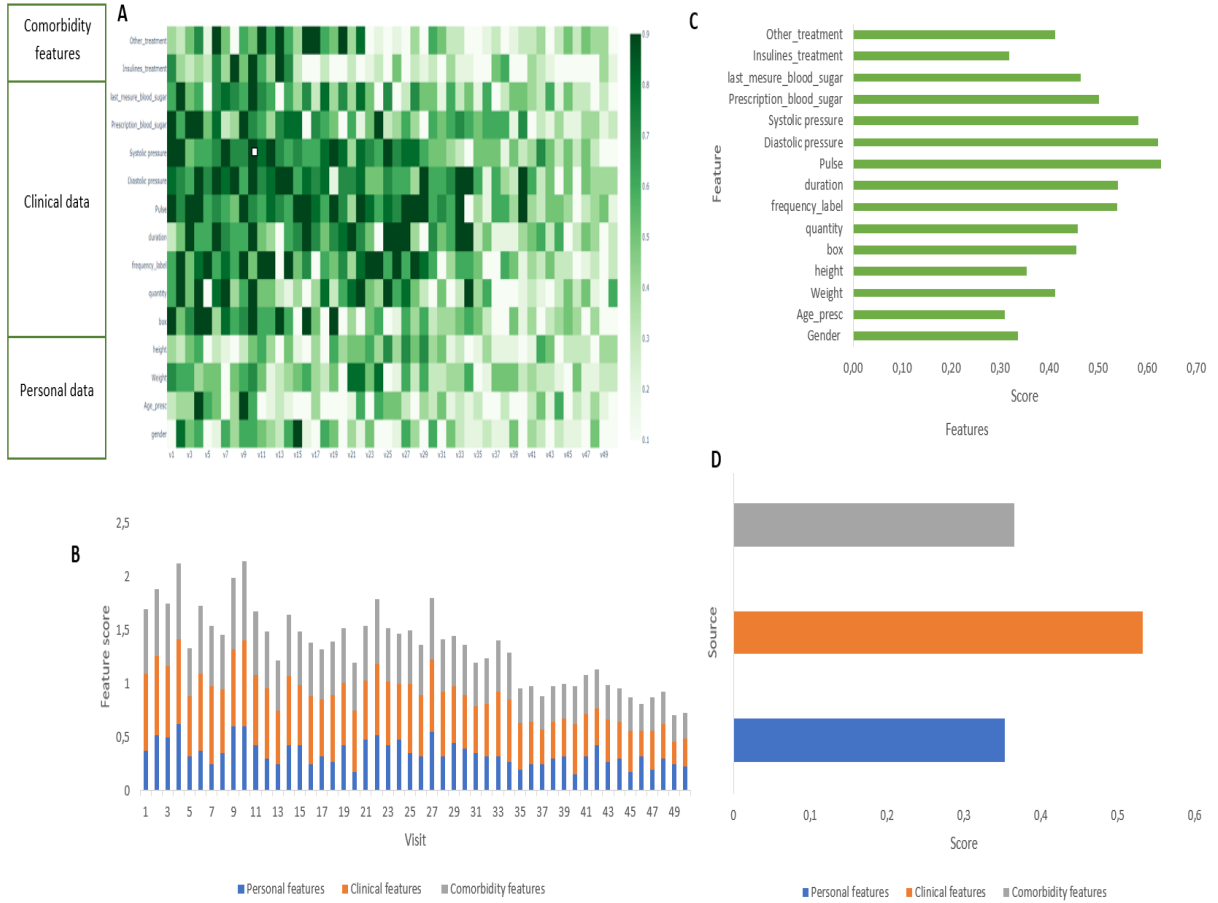 Comorbidity
features
Clinical data
Personal data
A
Other_treatment
Insulines_treatment
last_mesure_blood_sugar
Prescription_blood_sugar
Systolic pressure
Diastolic pressure
Pulse
duration
frequency_label
quantity
box
height
Weight
Age_presc
gender
v1 v3 v5 v7 v9 v11 v13 v15 v17 v19 v21 v23 v25 v27 v29 v31 v33 v35 v37 v39 v41 v43 v45 v47 v49
0.9
0.8
0.7
0.6
0.5
0.4
0.3
0.2
0.1
C
Feature
Other_treatment
Insulines_treatment
last_mesure_blood_sugar
Prescription_blood_sugar
Systolic pressure
Diastolic pressure
Pulse
duration
frequency_label
quantity
box
height
Weight
Age_presc
Gender
0,00 0,10 0,20 0,30 0,40 0,50 0,60 0,70
Score
Features
B
Feature score
2,5
2
1,5
1
0,5
0
1 3 5 7 9 11 13 15 17 19 21 23 25 27 29 31 33 35 37 39 41 43 45 47 49
Visit
Personal features Clinical features Comorbidity features
D
Source
0 0,1 0,2 0,3 0,4 0,5 0,6
Score
Personal features Clinical features Comorbidity features